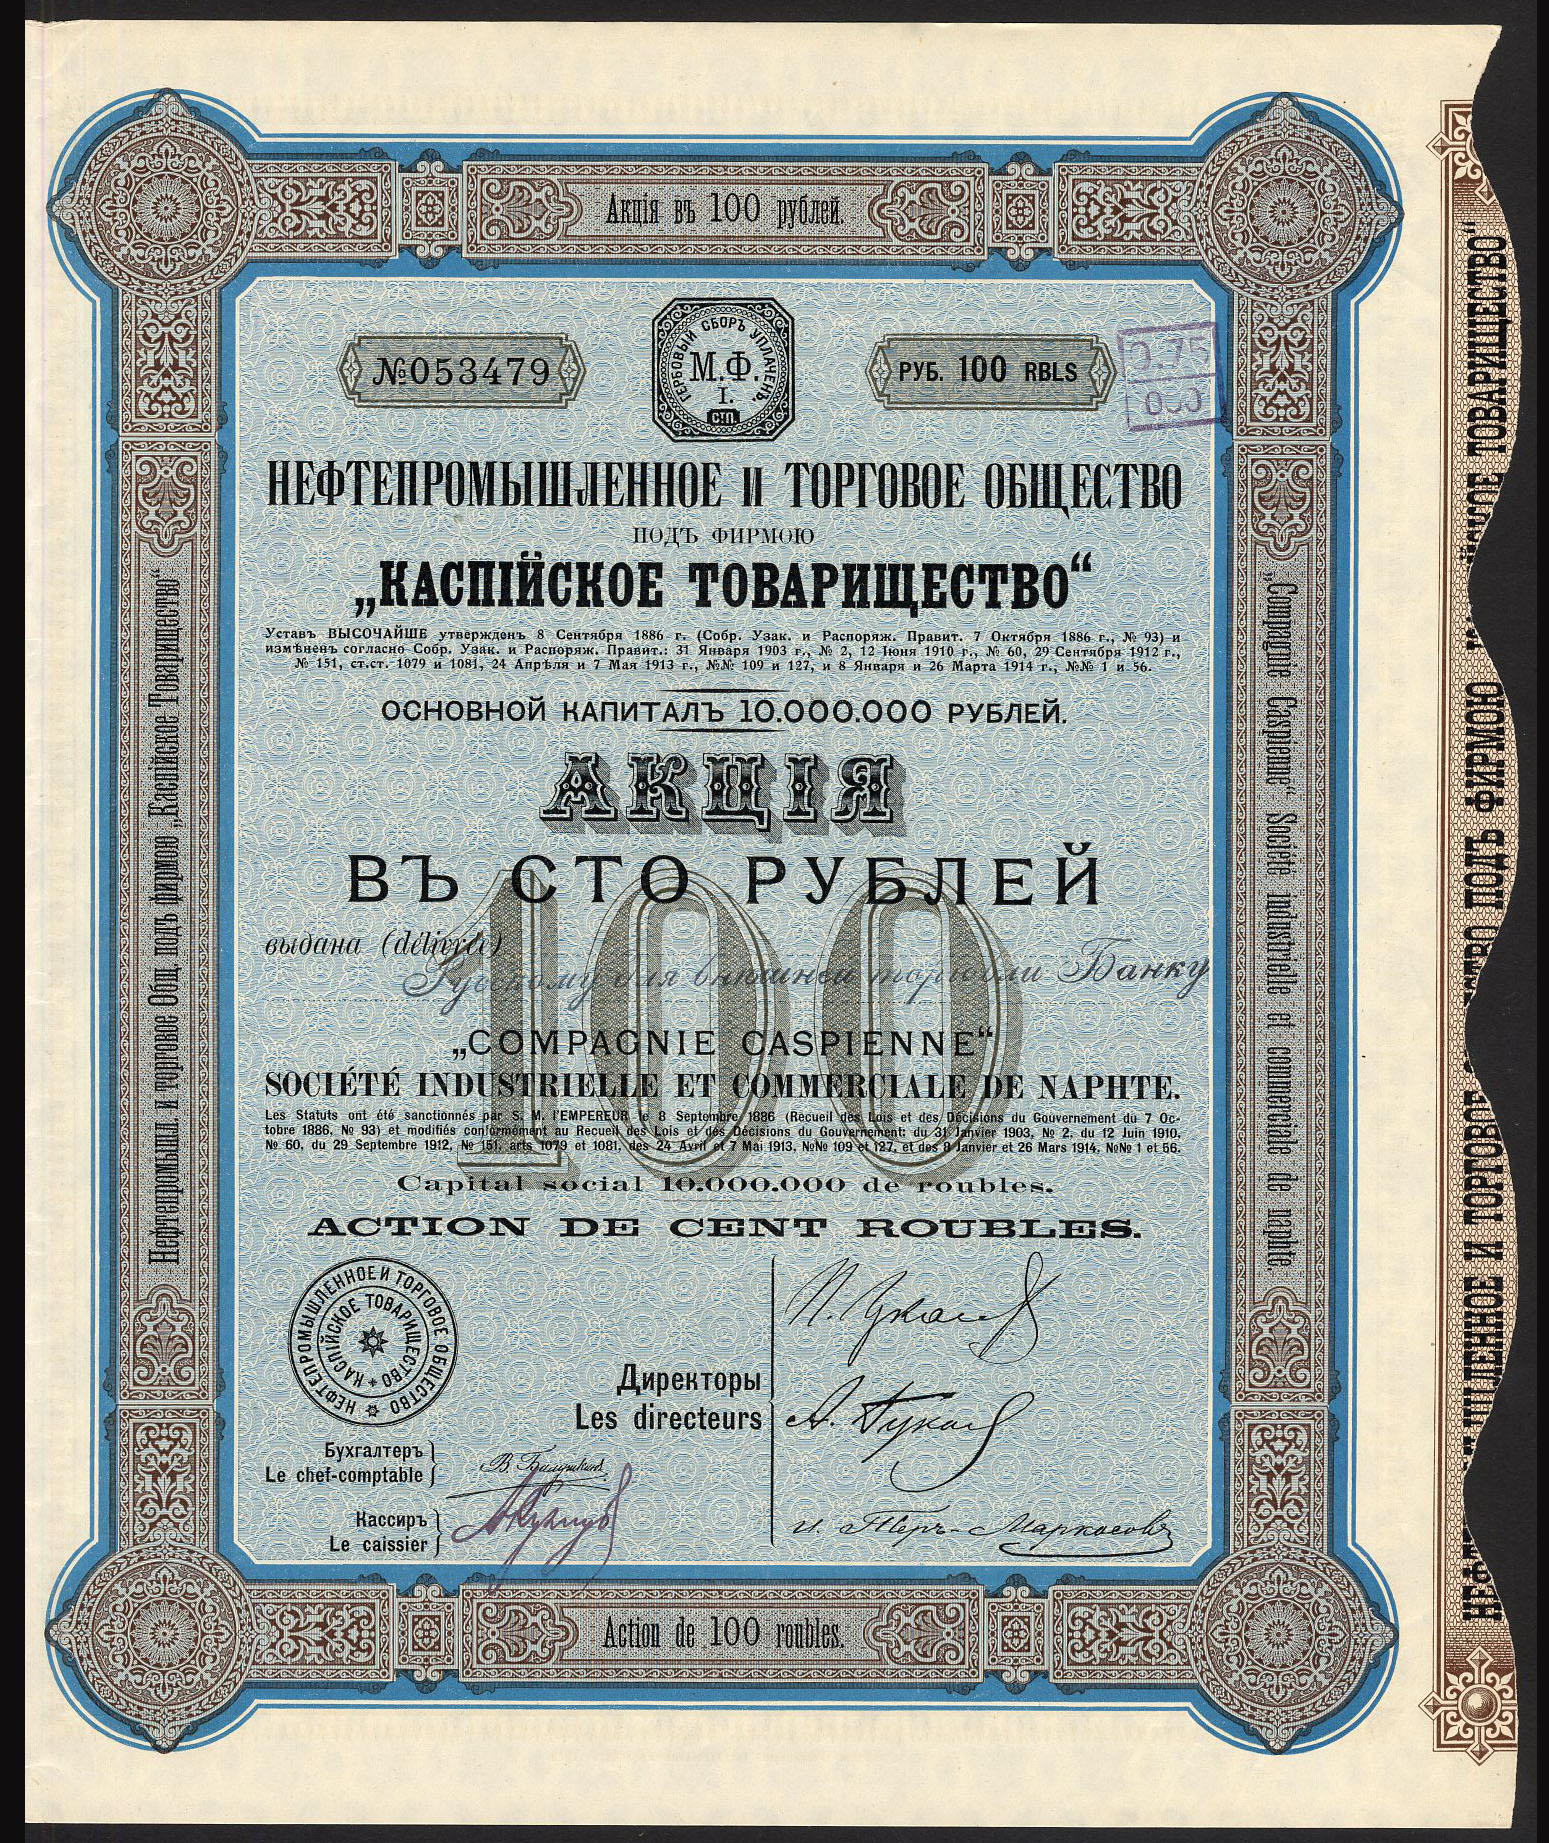 Акція въ 100 рублей.
№053479
ГЕРБОВЫЙ СБОРЪ УПЛАЧЕНЪ.
М.Ф.
I.
РУБ. 100 RBLS
0.75
НЕФТЕПРОМЫШЛЕННОЕ И ТОРГОВОЕ ОБЩЕСТВО
ПОДЪ ФИРМОЮ
„КАСПІЙСКОЕ ТОВАРИЩЕСТВО“
Уставъ ВЫСОЧАЙШЕ утвержденъ 8 Сентября 1886 г. (Собр. Узак. и Распоряж. Правит. 7 Октября 1886 г., № 93) и
измѣненъ согласно Собр. Узак. и Распоряж. Правит.: 31 Января 1903 г., № 2, 12 Іюня 1910 г., № 60, 29 Сентября 1912 г.,
№ 151, ст.ст. 1079 и 1081, 24 Апрѣля и 7 Мая 1913 г., №№ 109 и 127, и 8 Января и 26 Марта 1914 г., №№ 1 и 56.
ОСНОВНОЙ КАПИТАЛЪ 10.000.000 РУБЛЕЙ.
АКЦІЯ
ВЪ СТО РУБЛЕЙ
100
выдана (délivrée)
Русскому для внѣшней торговли Банку
„COMPAGNIE CASPIENNE“
SOCIÉTÉ INDUSTRIELLE ET COMMERCIALE DE NAPHTE.
Les Statuts ont été sanctionnés par S. M. l'EMPEREUR le 8 Septembre 1886 (Recueil des Lois et des Décisions du Gouvernement du 7 Oc-
tobre 1886, № 93) et modifiés conformément au Recueil des Lois et des Décisions du Gouvernement: du 31 Janvier 1903, № 2, du 12 Juin 1910,
№ 60, du 29 Septembre 1912, № 151, arts 1079 et 1081, des 24 Avril et 7 Mai 1913, №№ 109 et 127, et des 8 Janvier et 26 Mars 1914, №№ 1 et 56.
Capital social 10.000.000 de roubles.
ACTION DE CENT ROUBLES.
НЕФТЕПРОМЫШЛЕННОЕ И ТОРГОВОЕ ОБЩЕСТВО
КАСПІЙСКОЕ ТОВАРИЩЕСТВО
Директоры
Les directeurs
П. Гукасов
А. Гукасов
И. Теръ-Маркосовъ
Бухгалтеръ
Le chef-comptable
Кассиръ
Le caissier
Action de 100 roubles.
Нефтепромышл. и торговое Общ. подъ фирмою „Каспійское Товарищество“
„Compagnie Caspienne“ Société industrielle et commerciale de naphte.
ТОРГОВОЕ
ПОДЪ ФИРМОЮ
ТОВАРИЩЕСТВО“